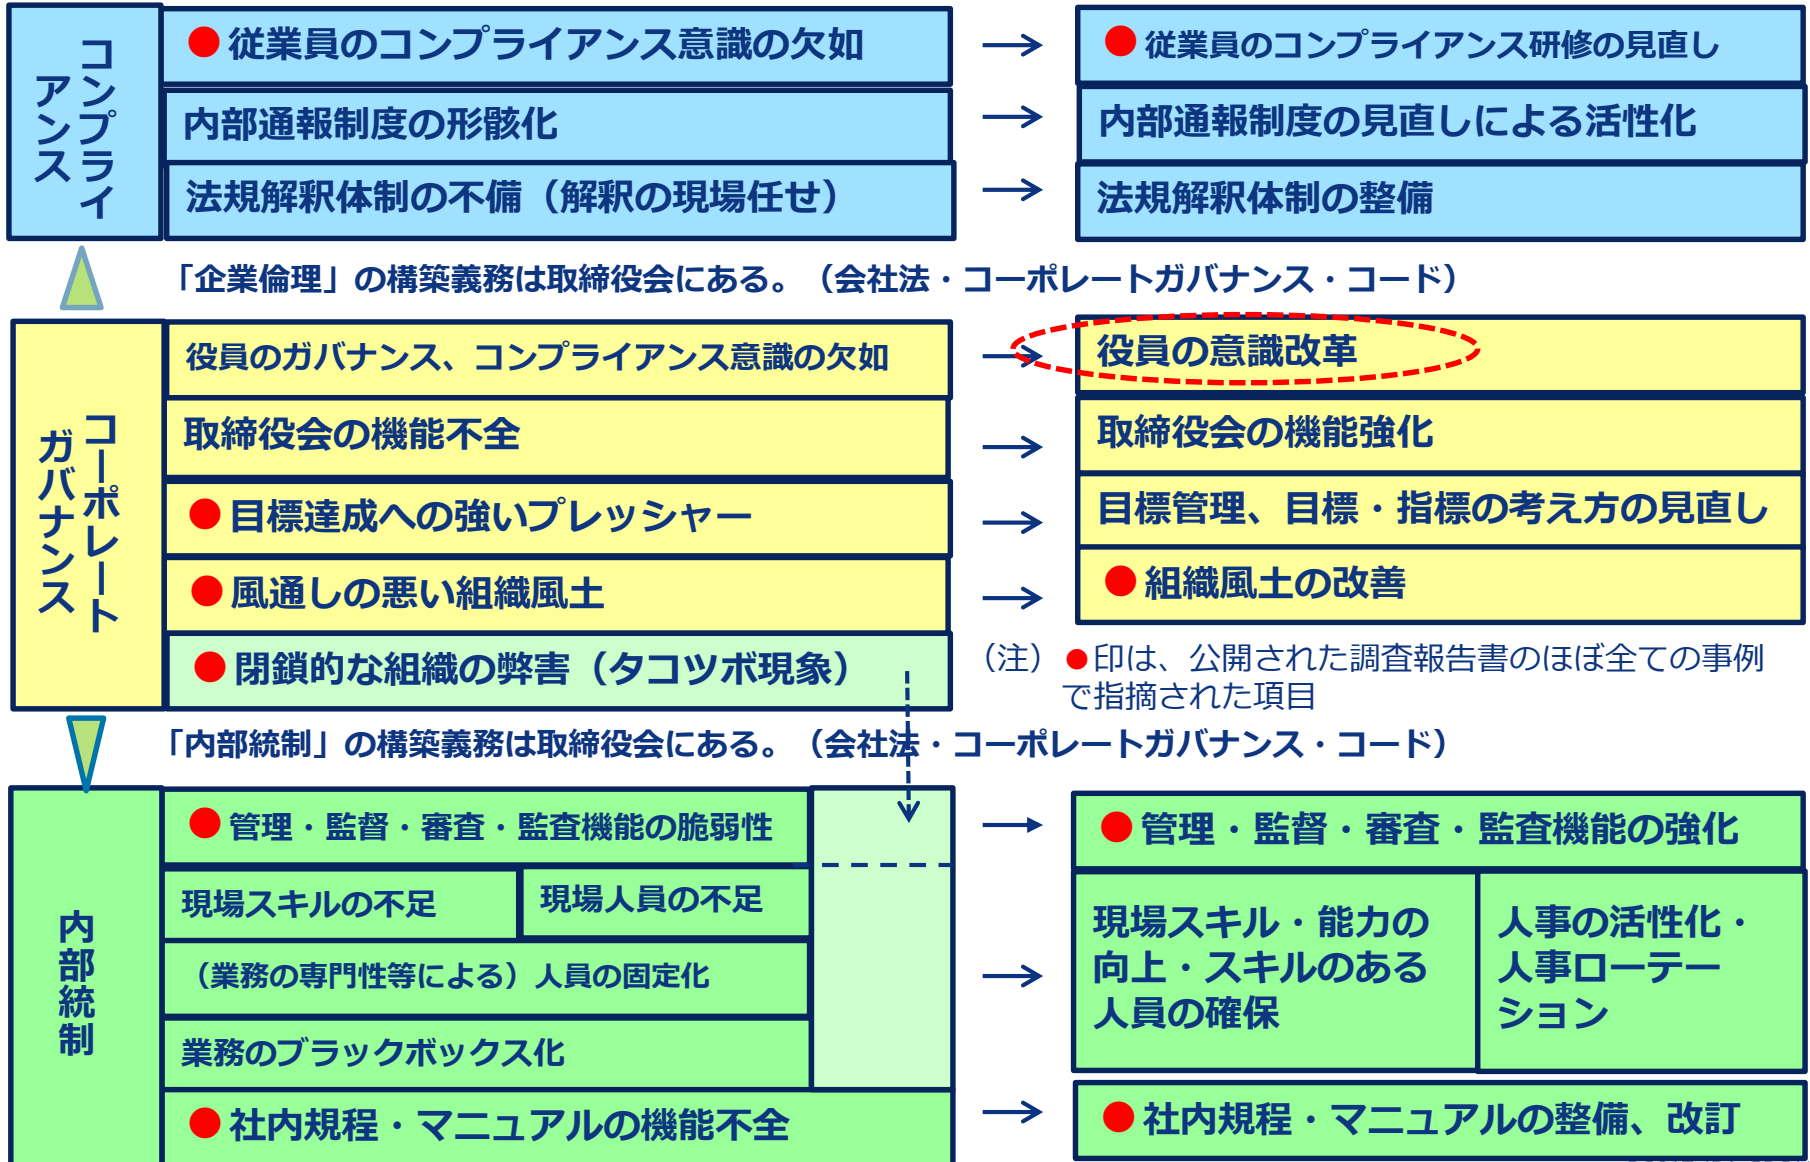 コンプライ
アンス
●従業員のコンプライアンス意識の欠如
→
●従業員のコンプライアンス研修の見直し
内部通報制度の形骸化
→
内部通報制度の見直しによる活性化
法規解釈体制の不備（解釈の現場任せ）
→
法規解釈体制の整備
「企業倫理」の構築義務は取締役会にある。（会社法・コーポレートガバナンス・コード）
コーポレート
ガバナンス
役員のガバナンス、コンプライアンス意識の欠如
→
役員の意識改革
取締役会の機能不全
→
取締役会の機能強化
●目標達成への強いプレッシャー
→
目標管理、目標・指標の考え方の見直し
●風通しの悪い組織風土
→
●組織風土の改善
●閉鎖的な組織の弊害（タコツボ現象）
（注）●印は、公開された調査報告書のほぼ全ての事例
で指摘された項目
「内部統制」の構築義務は取締役会にある。（会社法・コーポレートガバナンス・コード）
内部統制
●管理・監督・審査・監査機能の脆弱性
→
●管理・監督・審査・監査機能の強化
現場スキルの不足
現場人員の不足
（業務の専門性等による）人員の固定化
業務のブラックボックス化
→
現場スキル・能力の
向上・スキルのある
人員の確保
人事の活性化・
人事ローテー
ション
●社内規程・マニュアルの機能不全
→
●社内規程・マニュアルの整備、改訂